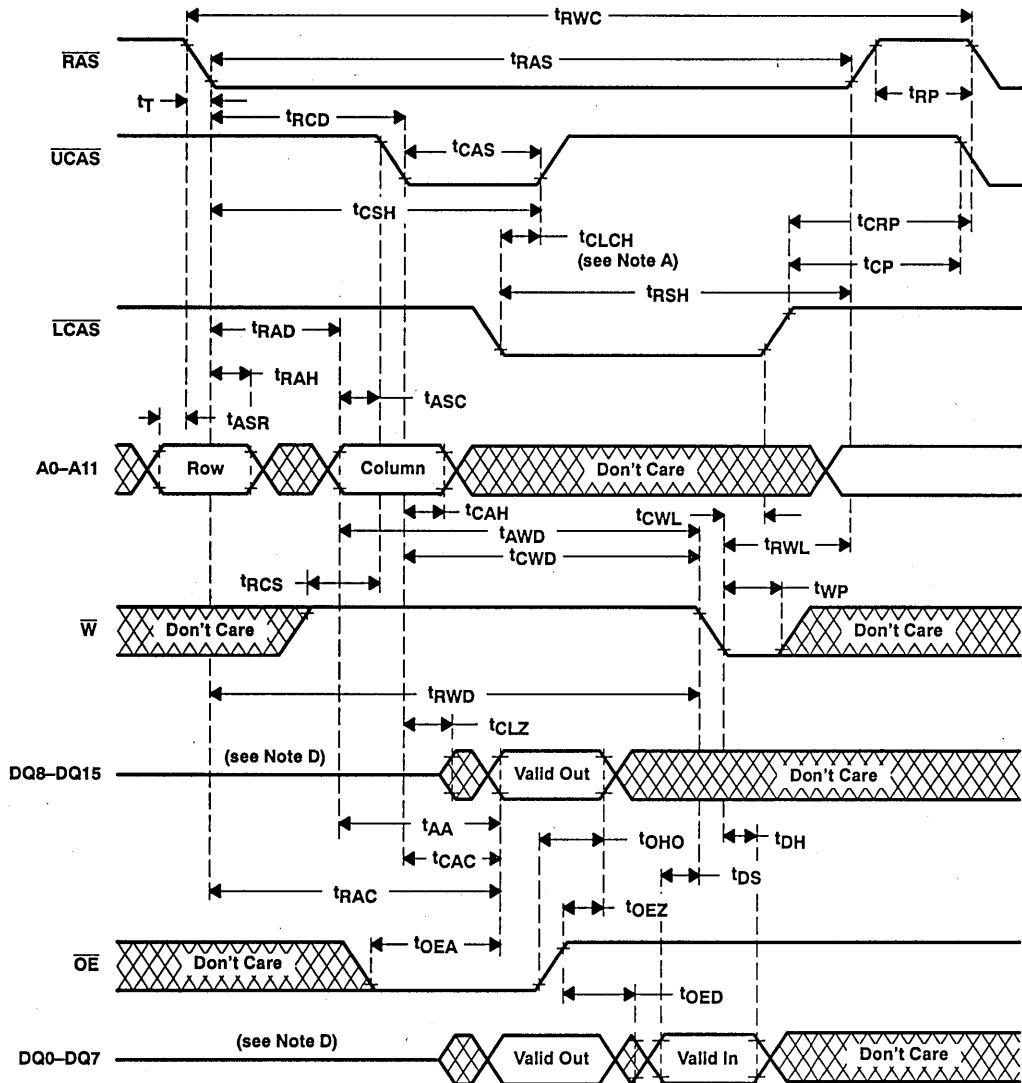 tRWC
RAS
tRAS
tT
tRP
tRCD
UCAS
tCAS
tCSH
tCRP
tCLCH
(see Note A)
tCP
tRSH
LCAS
tRAD
tRAH
tASC
tASR
A0–A11
Row
Column
Don't Care
tCAH
tCWL
tAWD
tRWL
tCWD
tRCS
tWP
W
Don't Care
Don't Care
tRWD
tCLZ
(see Note D)
DQ8–DQ15
Valid Out
Don't Care
tAA
tOHO
tDH
tCAC
tDS
tRAC
tOEZ
tOEA
OE
Don't Care
tOED
(see Note D)
DQ0–DQ7
Valid Out
Valid In
Don't Care